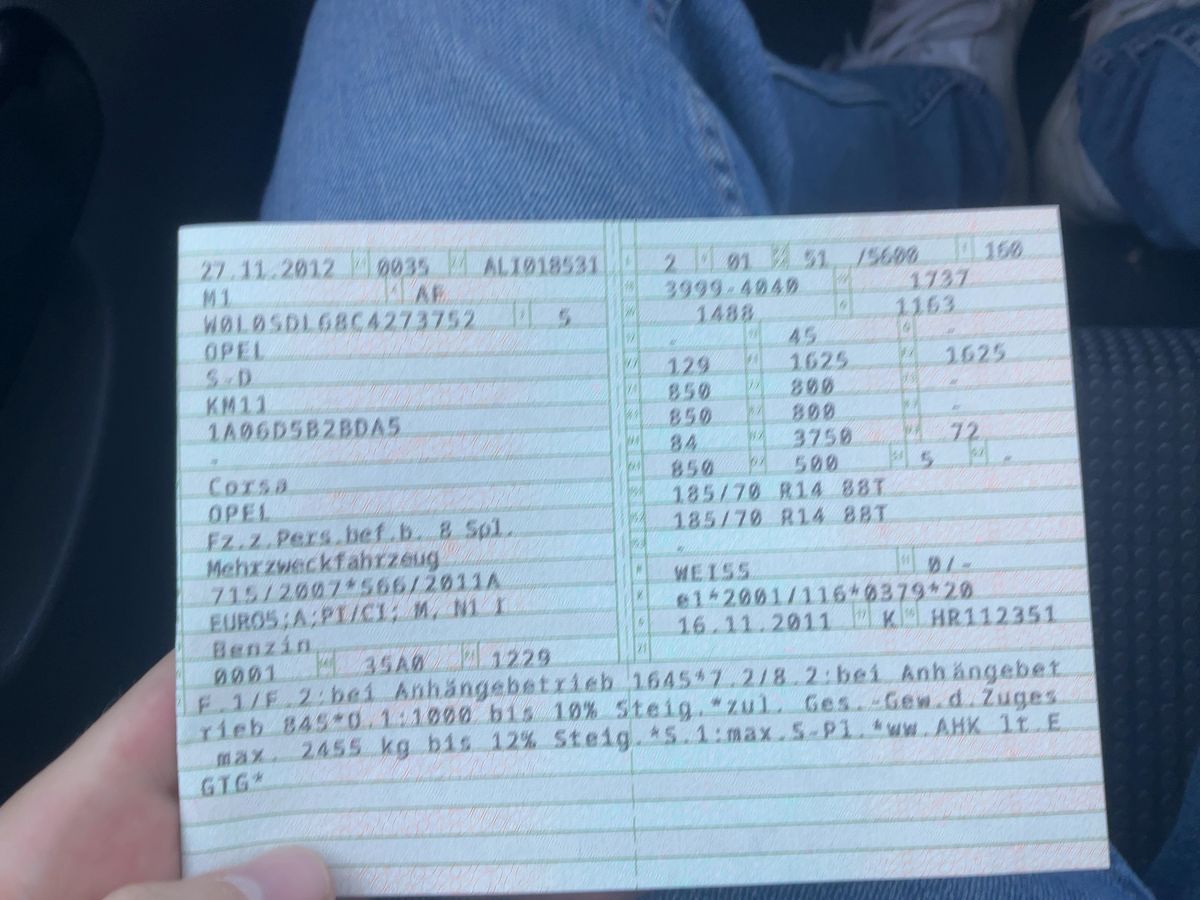 27.11.2012 0035 ALI018531
M1 AF
W0L0SDL68C4273752 5
OPEL
S-D
KM11
1A06D5B2BDA5
-
Corsa
OPEL
Fz.z.Pers.bef.b. 8 Spl.
Mehrzweckfahrzeug
715/2007*566/2011A
EURO5;A;PI/CI; M, N1 I
Benzin
0001 35A0 1229
2 01 51 /5600 160
3999-4040 1737
1488 1163
- 45 -
129 1625 1625
850 800 -
850 800 -
84 3750 72
850 500 5 -
185/70 R14 88T
185/70 R14 88T
-
WEISS 0/-
e1*2001/116*0379*20
16.11.2011 K HR112351
F.1/F.2:bei Anhängebetrieb 1645*7.2/8.2:bei Anhängebet
rieb 845*O.1:1000 bis 10% Steig.*zul. Ges.-Gew.d.Zuges
max. 2455 kg bis 12% Steig.*S.1:max.S-Pl.*ww.AHK lt.E
GTG*